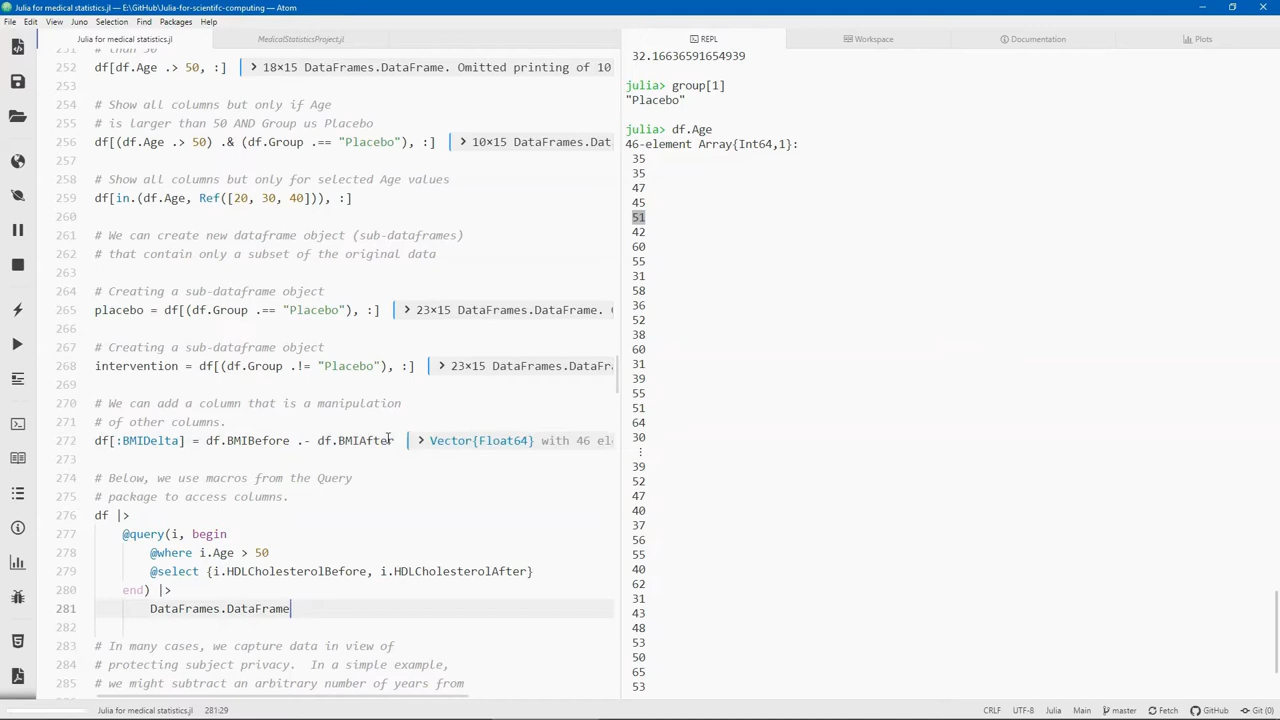 Julia for medical statistics.jl — E:\GitHub\Julia-for-scientifc-computing — Atom
File Edit View Juno Selection Find Packages Help
Julia for medical statistics.jl MedicalStatisticsProject.jl
251 # than 50
252 df[df.Age .> 50, :] > 18×15 DataFrames.DataFrame. Omitted printing of 10
253
254 # Show all columns but only if Age
255 # is larger than 50 AND Group us Placebo
256 df[(df.Age .> 50) .& (df.Group .== "Placebo"), :] > 10×15 DataFrames.Dat
257
258 # Show all columns but only for selected Age values
259 df[in.(df.Age, Ref([20, 30, 40])), :]
260
261 # We can create new dataframe object (sub-dataframes)
262 # that contain only a subset of the original data
263
264 # Creating a sub-dataframe object
265 placebo = df[(df.Group .== "Placebo"), :] > 23×15 DataFrames.DataFrame.
266
267 # Creating a sub-dataframe object
268 intervention = df[(df.Group .!= "Placebo"), :] > 23×15 DataFrames.DataFr
269
270 # We can add a column that is a manipulation
271 # of other columns.
272 df[:BMIDelta] = df.BMIBefore .- df.BMIAfter > Vector{Float64} with 46 ele
273
274 # Below, we use macros from the Query
275 # package to access columns.
276 df |>
277 @query(i, begin
278 @where i.Age > 50
279 @select {i.HDLCholesterolBefore, i.HDLCholesterolAfter}
280 end) |>
281 DataFrames.DataFrame
282
283 # In many cases, we capture data in view of
284 # protecting subject privacy. In a simple example,
285 # we might subtract an arbitrary number of years from
REPL Workspace Documentation Plots
32.16636591654939
julia> group[1]
"Placebo"
julia> df.Age
46-element Array{Int64,1}:
35
35
47
45
51
42
60
55
31
58
36
52
38
60
31
39
55
51
64
30
⋮
39
52
47
40
37
56
55
40
62
31
43
48
53
50
65
53
Julia for medical statistics.jl 281:29 CRLF UTF-8 Julia Main master Fetch GitHub Git (0)